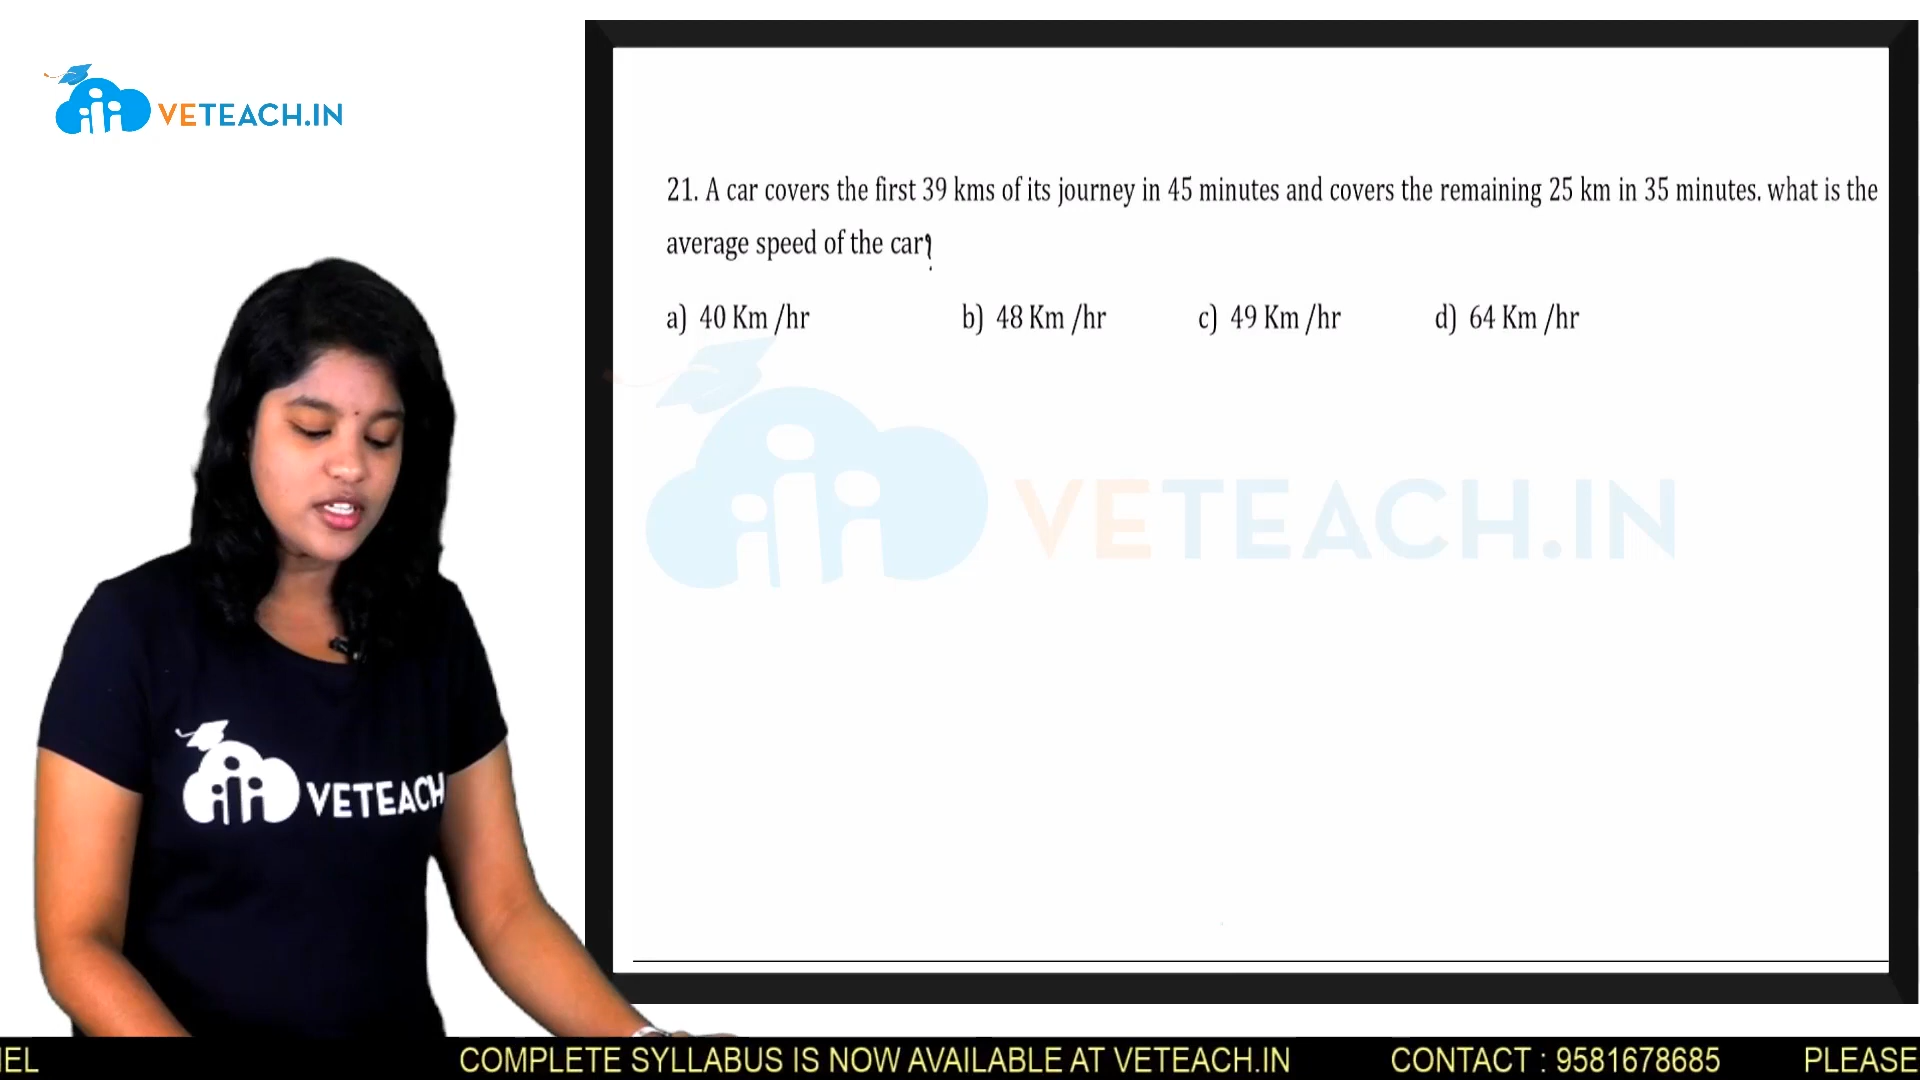 VETEACH.IN
21. A car covers the first 39 kms of its journey in 45 minutes and covers the remaining 25 km in 35 minutes. what is the
average speed of the car?
a) 40 Km /hr b) 48 Km /hr c) 49 Km /hr d) 64 Km /hr
VETEACH.IN
VETEACH
COMPLETE SYLLABUS IS NOW AVAILABLE AT VETEACH.IN CONTACT : 9581678685 PLEASE